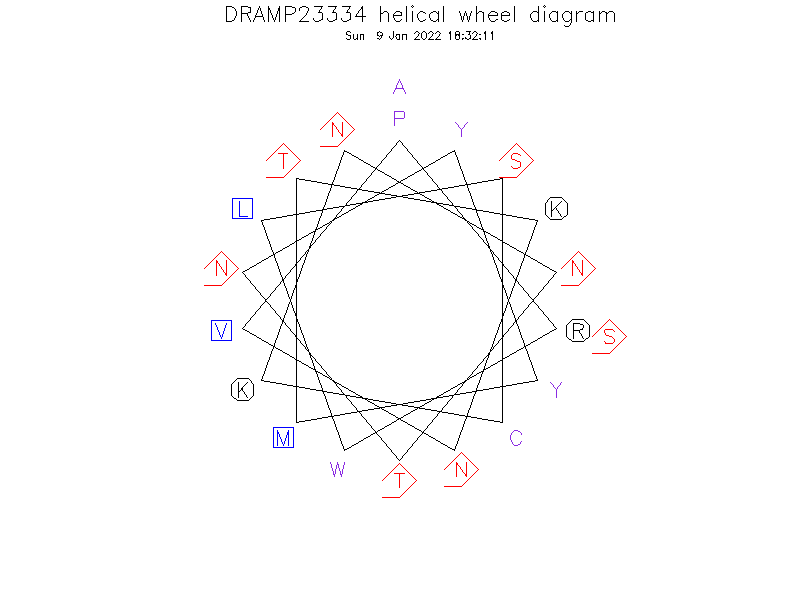 DRAMP23334 helical wheel diagram
Sun 9 Jan 2022 18:32:11
A
P
N Y
T S
L K
N N
V R S
K Y
M C
W N
T